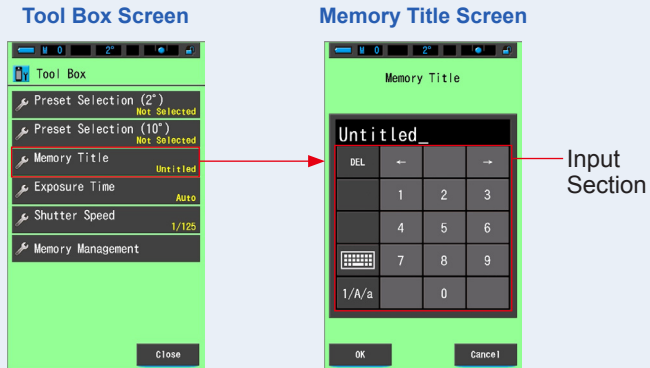 Tool Box Screen
M 0 2°
Tool Box
Preset Selection (2°)
Not Selected
Preset Selection (10°)
Not Selected
Memory Title
Untitled
Exposure Time
Auto
Shutter Speed
1/125
Memory Management
Close
Memory Title Screen
M 0 2°
Memory Title
Untitled_
DEL ← →
1 2 3
4 5 6
7 8 9
1/A/a 0
OK Cancel
Input
Section